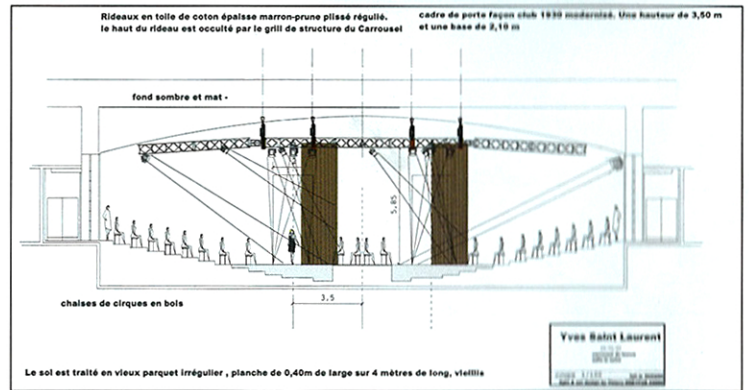 Rideaux en toile de coton épaisse marron-prune plissé régulié.
le haut du rideau est occulté par le grill de structure du Carrousel
cadre de porte façon club 1930 modernisé. Une hauteur de 3,50 m
et une base de 2,10 m
fond sombre et mat -
5,85
chaises de cirques en bois
3,5
Yves Saint Laurent
Le sol est traité en vieux parquet irrégulier , planche de 0,40m de large sur 4 mètres de long, vieillis